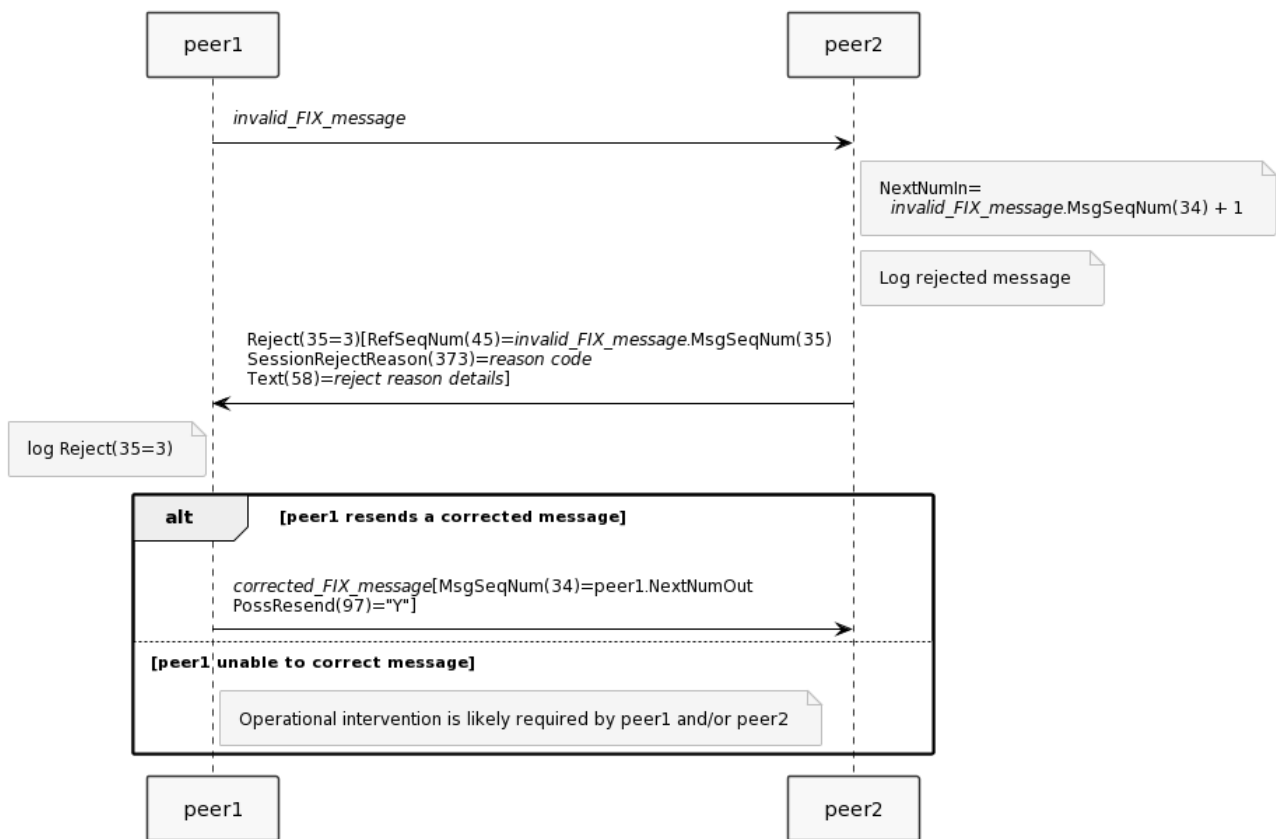 peer1
peer2
invalid_FIX_message
NextNumIn=
invalid_FIX_message.MsgSeqNum(34) + 1
Log rejected message
Reject(35=3)[RefSeqNum(45)=invalid_FIX_message.MsgSeqNum(35)
SessionRejectReason(373)=reason code
Text(58)=reject reason details]
log Reject(35=3)
alt [peer1 resends a corrected message]
corrected_FIX_message[MsgSeqNum(34)=peer1.NextNumOut
PossResend(97)="Y"]
[peer1 unable to correct message]
Operational intervention is likely required by peer1 and/or peer2
peer1
peer2